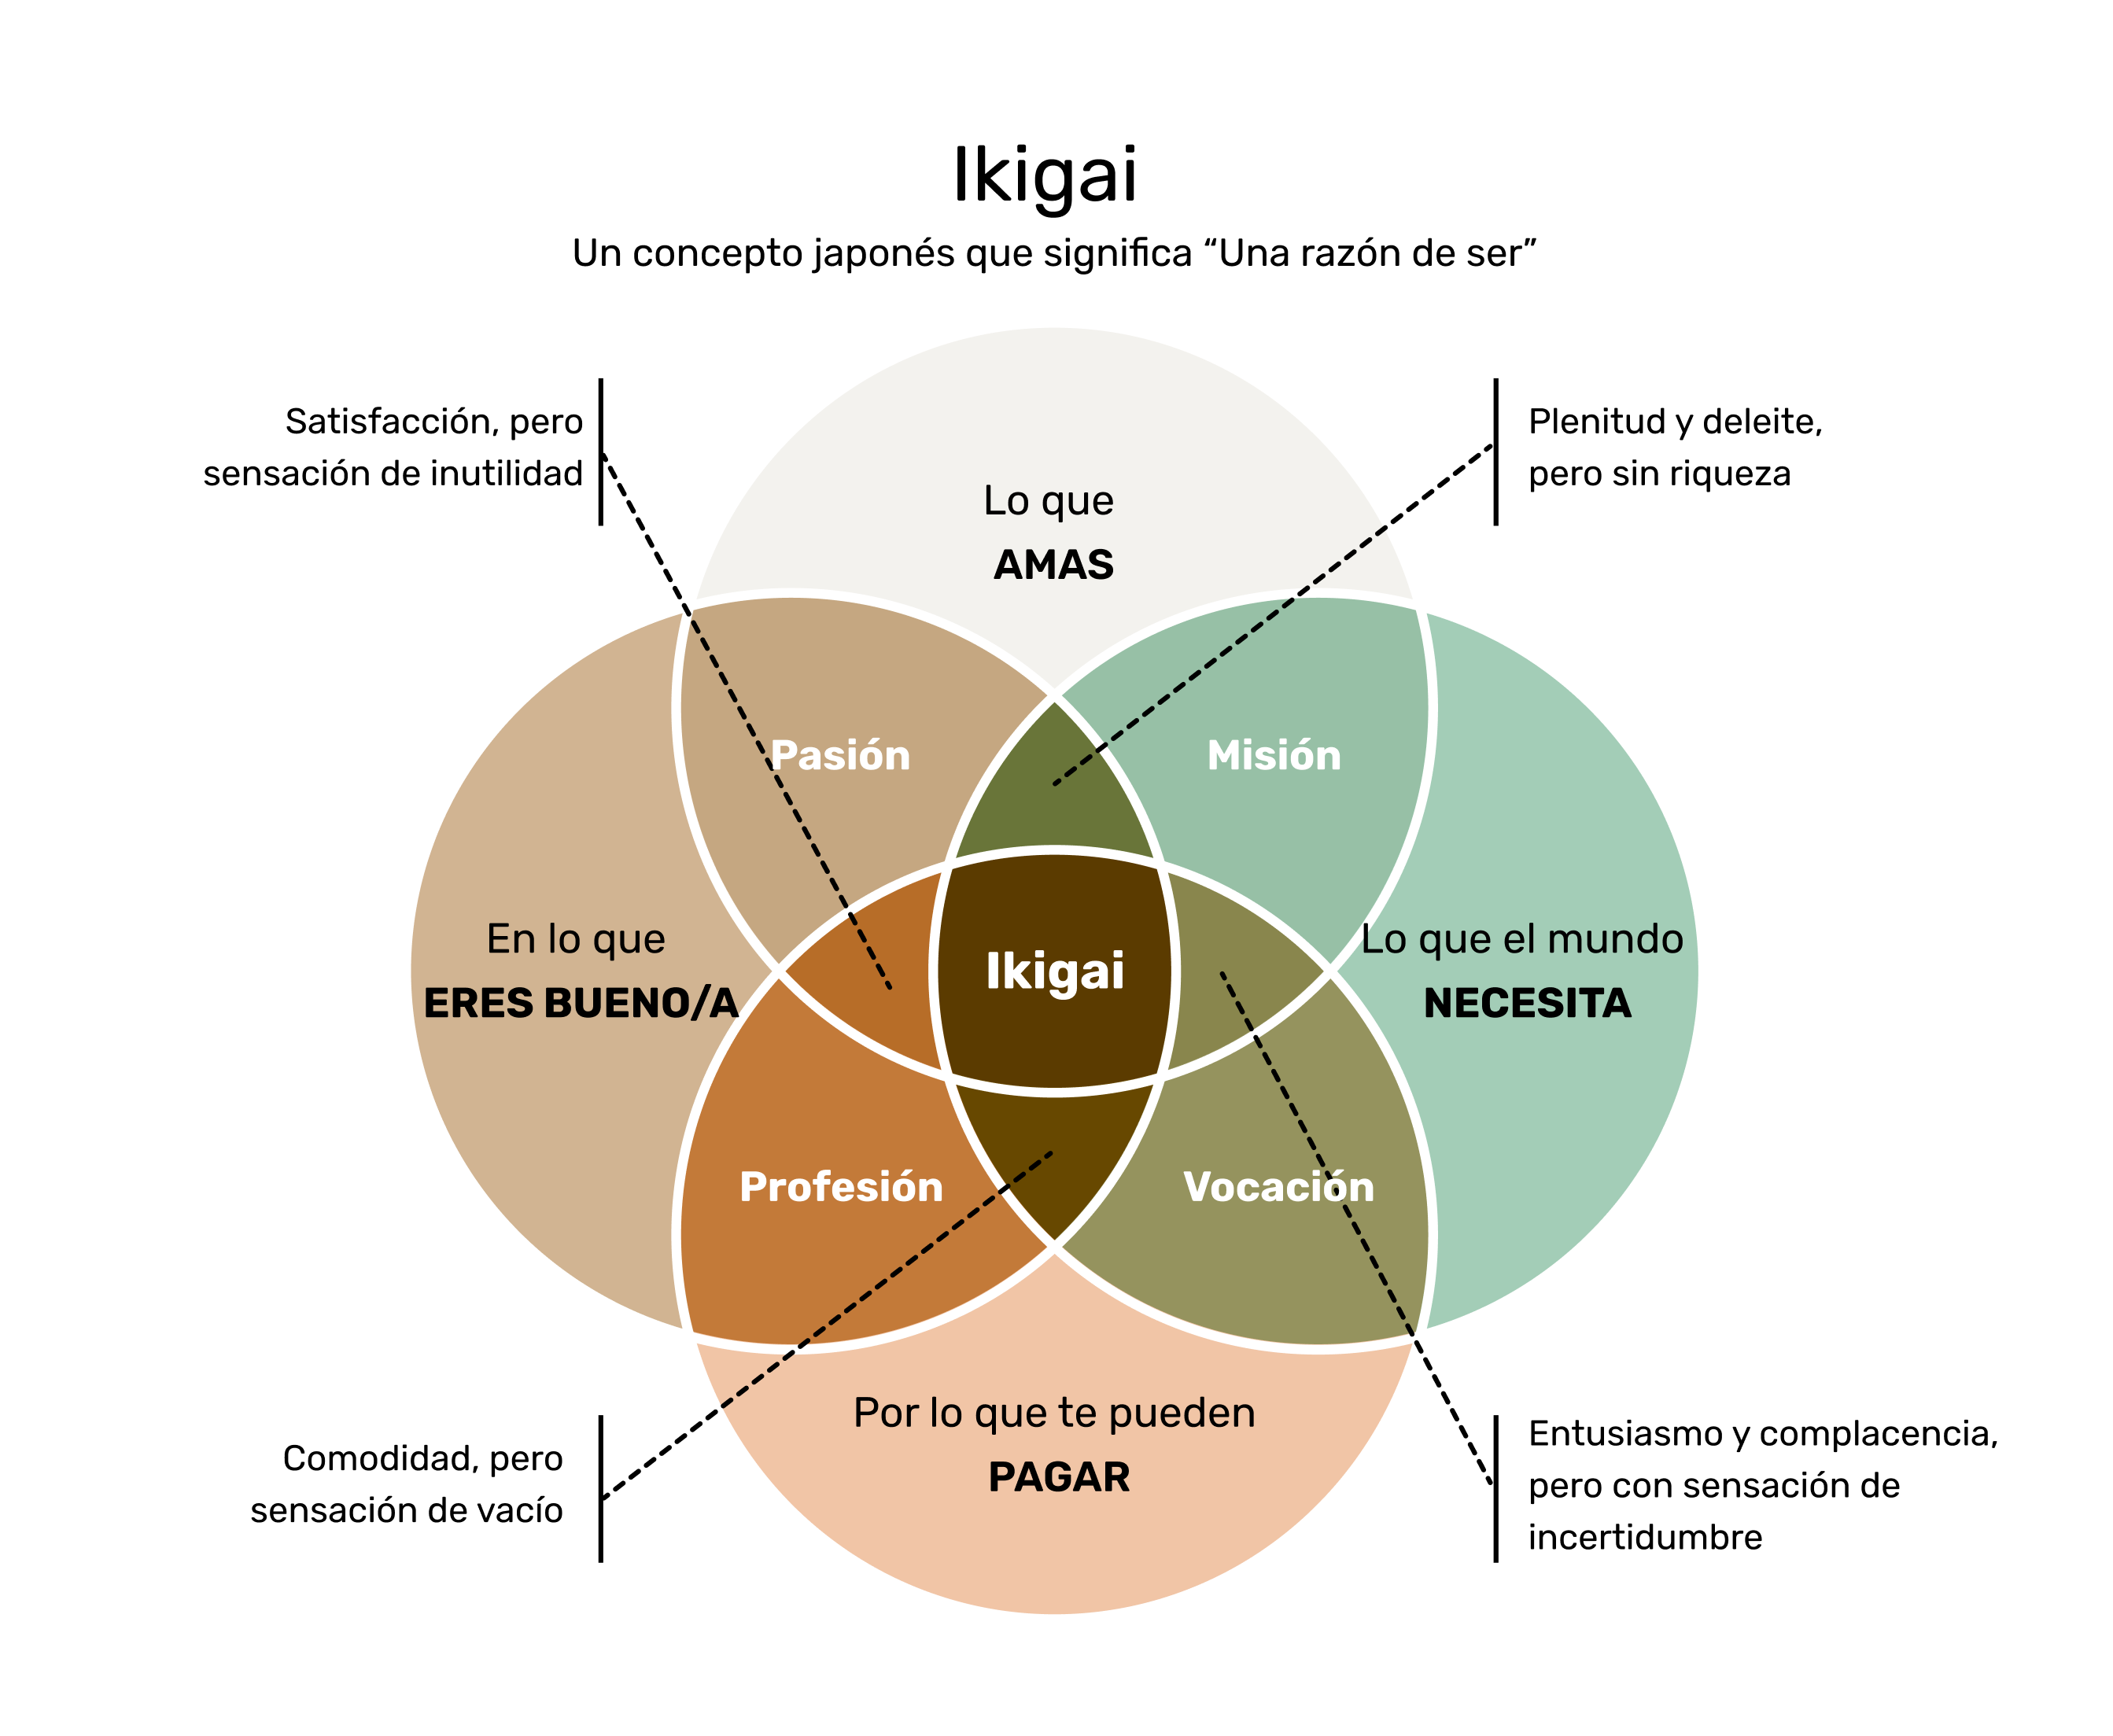 Ikigai
Un concepto japonés que significa “Una razón de ser”
Satisfacción, pero
sensación de inutilidad
Plenitud y deleite,
pero sin riqueza
Lo que
AMAS
Pasión
Misión
En lo que
ERES BUENO/A
Ikigai
Lo que el mundo
NECESITA
Profesión
Vocación
Por lo que te pueden
PAGAR
Comodidad, pero
sensación de vacío
Entusiasmo y complacencia,
pero con sensación de
incertidumbre